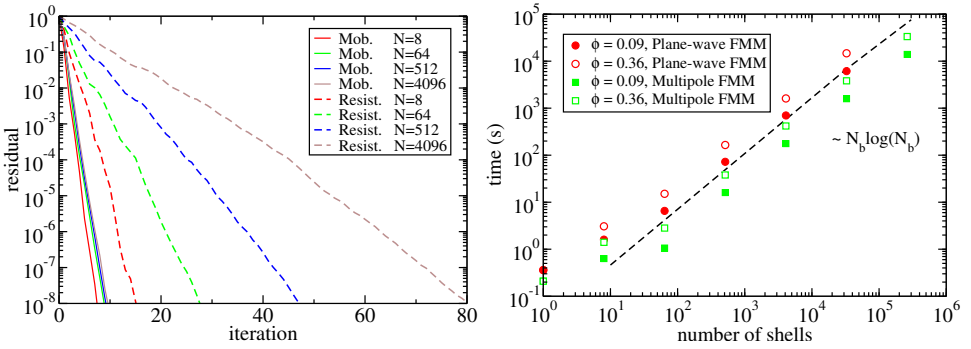 10^0
10^-1
10^-2
10^-3
10^-4
10^-5
10^-6
10^-7
10^-8
residual
0 20 40 60 80
iteration
Mob. N=8
Mob. N=64
Mob. N=512
Mob. N=4096
Resist. N=8
Resist. N=64
Resist. N=512
Resist. N=4096
10^5
10^4
10^3
10^2
10^1
10^0
10^-1
time (s)
10^0 10^1 10^2 10^3 10^4 10^5 10^6
number of shells
ϕ = 0.09, Plane-wave FMM
ϕ = 0.36, Plane-wave FMM
ϕ = 0.09, Multipole FMM
ϕ = 0.36, Multipole FMM
~ N_b log(N_b)